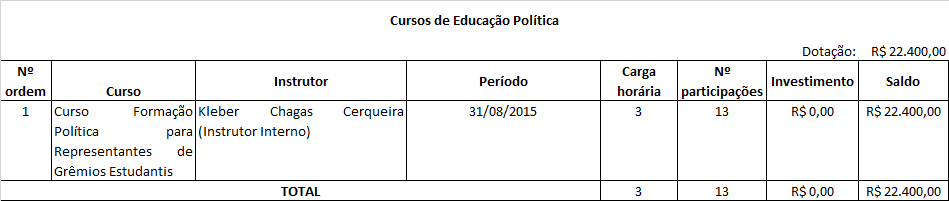 Cursos de Educação Política
Dotação: R$ 22.400,00
Nº ordem Curso Instrutor Período Carga horária Nº participações Investimento Saldo
1 Curso Formação Política para Representantes de Grêmios Estudantis Kleber Chagas Cerqueira (Instrutor Interno) 31/08/2015 3 13 R$ 0,00 R$ 22.400,00
TOTAL 3 13 R$ 0,00 R$ 22.400,00